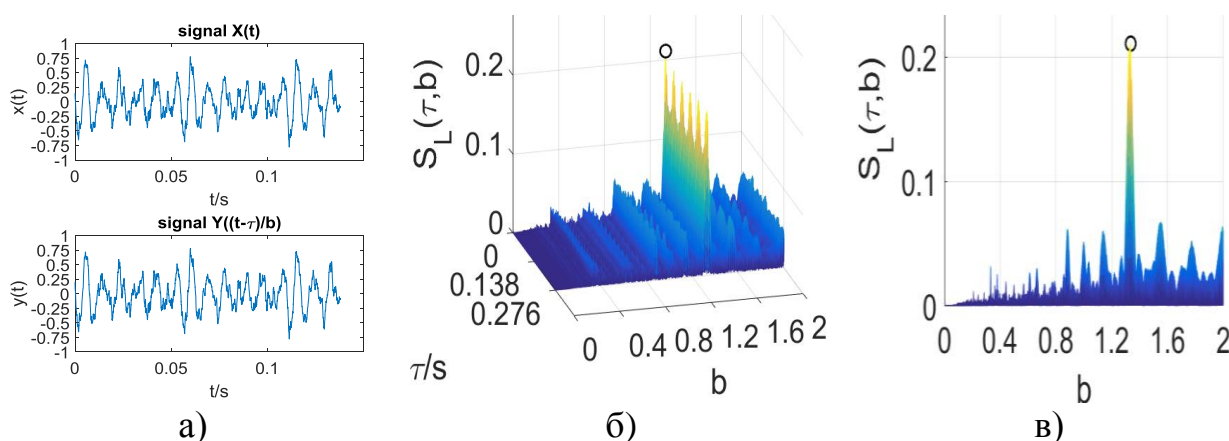 signal X(t)
1
0.75
0.5
0.25
0
-0.25
-0.5
-0.75
-1
x(t)
0
0.05
0.1
t/s
signal Y((t-τ)/b)
1
0.75
0.5
0.25
0
-0.25
-0.5
-0.75
-1
y(t)
0
0.05
0.1
t/s
а)
S_L(τ,b)
0.2
0.1
0
0
0.138
0.276
τ/s
0 0.4 0.8 1.2 1.6 2
b
б)
S_L(τ,b)
0.2
0.1
0
0 0.4 0.8 1.2 1.6 2
b
в)